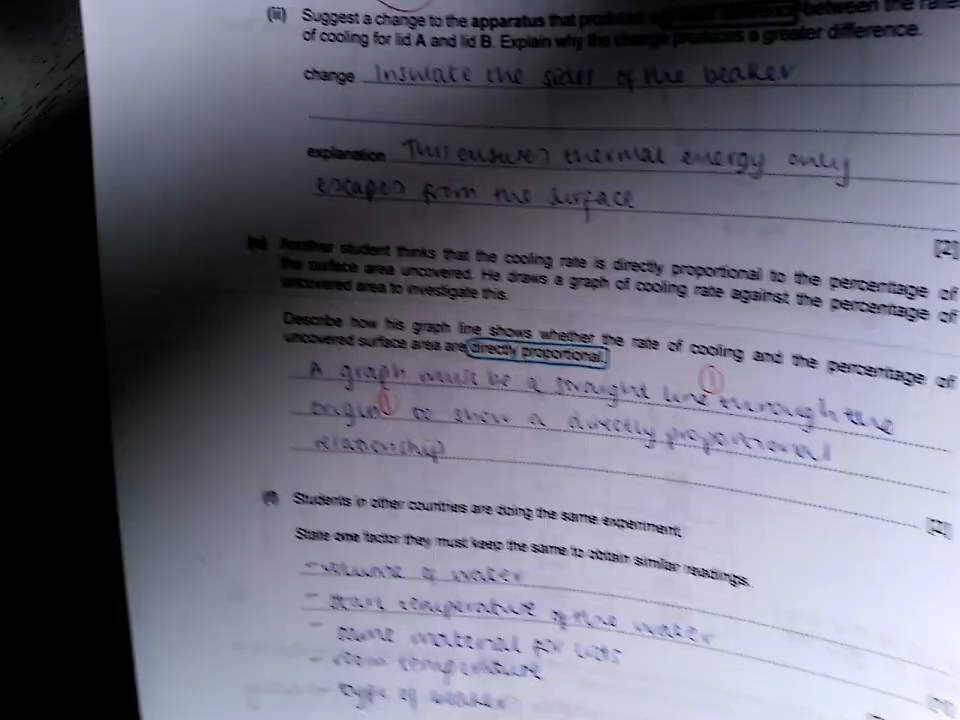 (ii) Suggest a change to the apparatus that produces a greater difference between the rate
of cooling for lid A and lid B. Explain why the change produces a greater difference.
change Insulate the sides of the beaker
explanation This ensures thermal energy only
escapes from the surface
[2]
(e) Another student thinks that the cooling rate is directly proportional to the percentage of
the surface area uncovered. He draws a graph of cooling rate against the percentage of
uncovered area to investigate this.
Describe how his graph line shows whether the rate of cooling and the percentage of
uncovered surface area are directly proportional.
A graph must be a straight line ① through the
origin ① to show a directly proportional
relationship
[2]
(f) Students in other countries are doing the same experiment.
State one factor they must keep the same to obtain similar readings.
- volume of water
- start temperature of the water
- same material for lids
- room temperature
- type of beaker
[1]